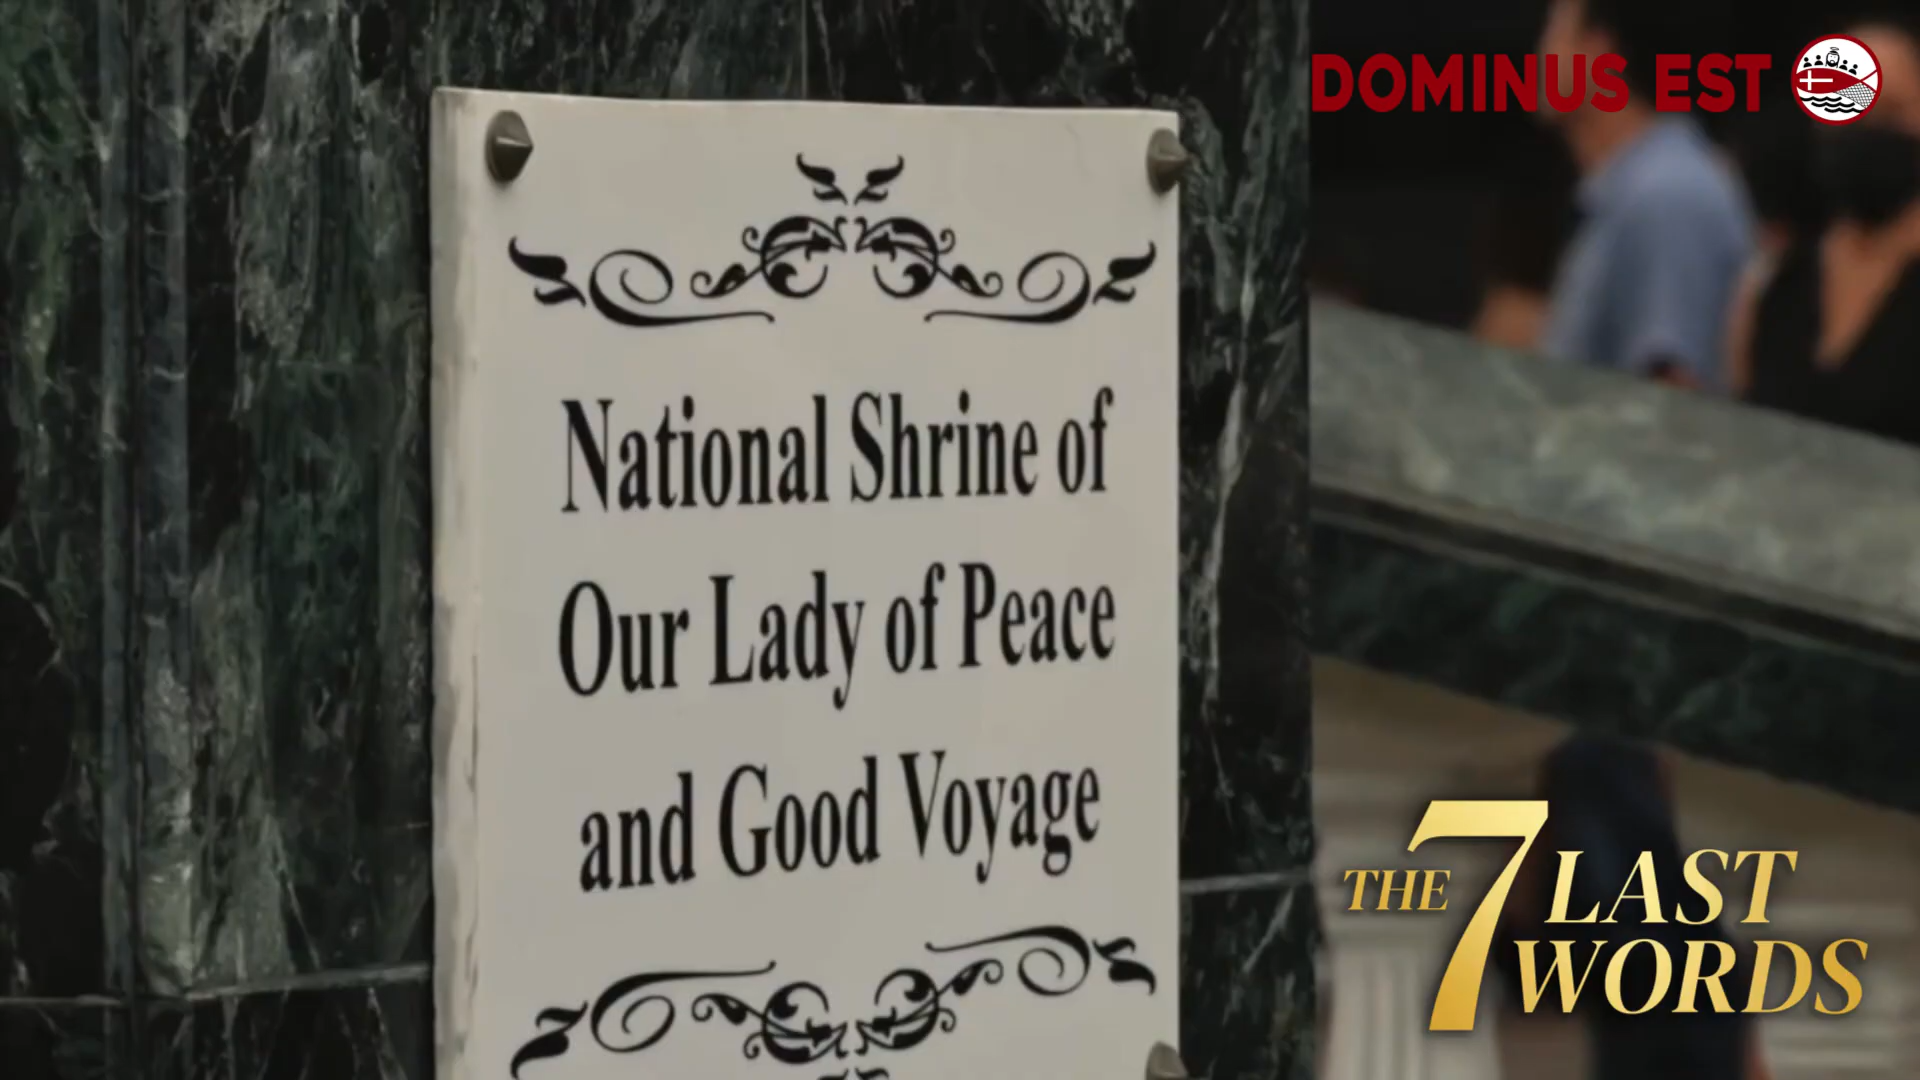 DOMINUS EST
National Shrine of
Our Lady of Peace
and Good Voyage
THE 7 LAST
WORDS